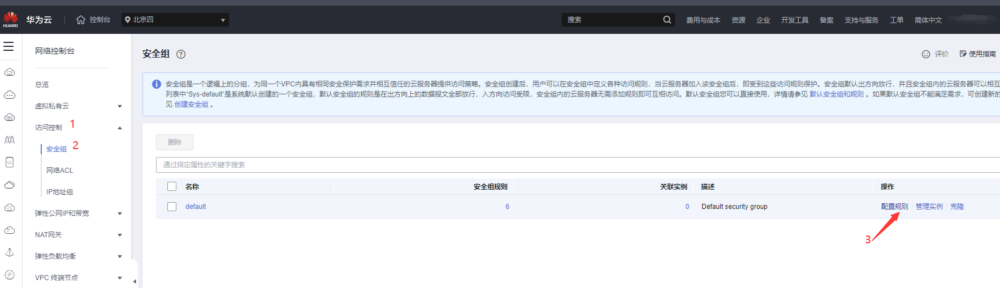 HUAWEI
华为云
控制台
北京四
搜索
费用与成本
资源
企业
开发工具
备案
支持与服务
工单
简体中文
网络控制台
总览
虚拟私有云
访问控制 1
安全组 2
网络ACL
IP地址组
弹性公网IP和带宽
NAT网关
弹性负载均衡
VPC 终端节点
IP
安全组
评价
使用指南
安全组是一个逻辑上的分组，为同一个VPC内具有相同安全保护需求并相互信任的云服务器提供访问策略。安全组创建后，用户可以在安全组中定义各种访问规则，当云服务器加入该安全组后，即受到这些访问规则保护。安全组默认出方向放行，并且安全组内的云服务器可以相互
列表中“Sys-default”是系统默认创建的一个安全组，默认安全组的规则是在出方向上的数据报文全部放行，入方向访问受限，安全组内的云服务器无需添加规则即可互相访问。默认安全组您可以直接使用，详情请参见 默认安全组和规则 。如果默认安全组不能满足需求，可创建新的
见 创建安全组 。
删除
通过指定属性的关键字搜索
名称 安全组规则 关联实例 描述 操作
default 6 0 Default security group 配置规则 管理实例 克隆
3